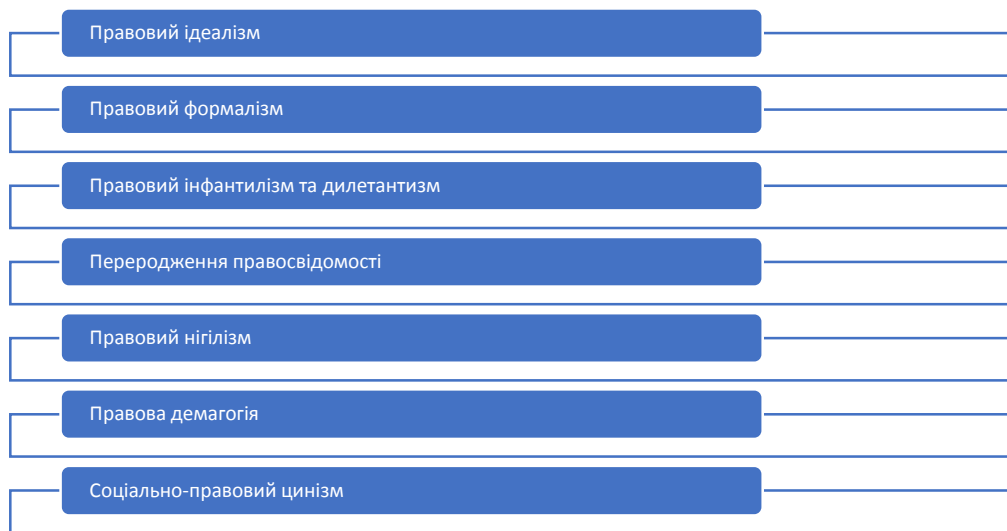 Правовий ідеалізм
Правовий формалізм
Правовий інфантилізм та дилетантизм
Переродження правосвідомості
Правовий нігілізм
Правова демагогія
Соціально-правовий цинізм